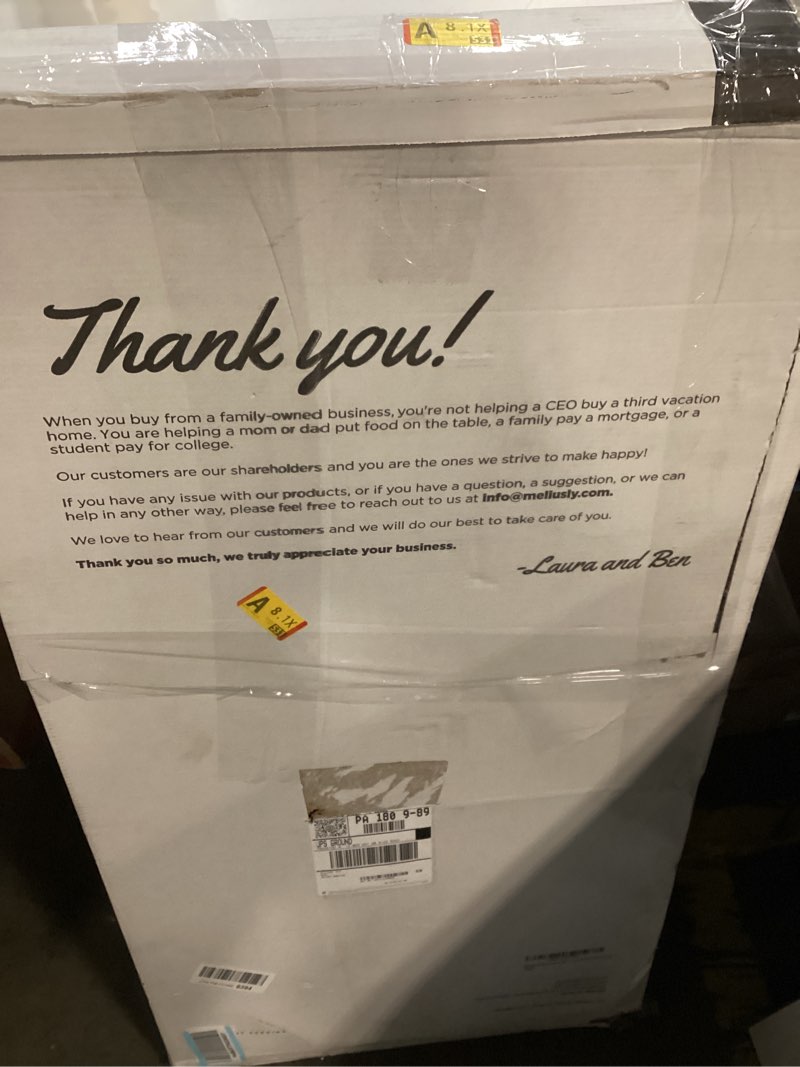 A 8.1X
Thank you!
When you buy from a family-owned business, you're not helping a CEO buy a third vacation
home. You are helping a mom or dad put food on the table, a family pay a mortgage, or a
student pay for college.
Our customers are our shareholders and you are the ones we strive to make happy!
If you have any issue with our products, or if you have a question, a suggestion, or we can
help in any other way, please feel free to reach out to us at info@mellusly.com.
We love to hear from our customers and we will do our best to take care of you.
Thank you so much, we truly appreciate your business.
-Laura and Ben
A 8.1X
PA 180 9-89
UPS GROUND